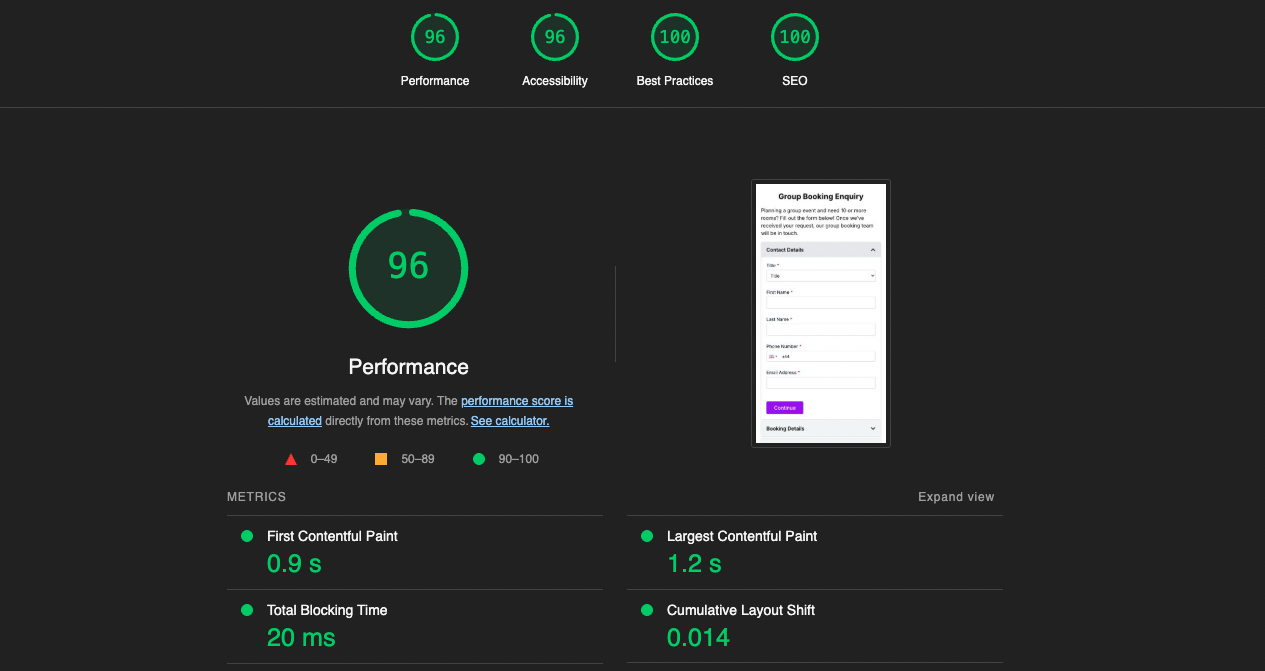 96
96
100
100
Performance
Accessibility
Best Practices
SEO
96
Performance
Values are estimated and may vary. The performance score is
calculated directly from these metrics. See calculator.
0–49
50–89
90–100
Group Booking Enquiry
Planning a group event and need 10 or more
rooms? Fill out the form below! Once we've
received your request, our group booking team
will be in touch.
Contact Details
Title *
Title
First Name *
Last Name *
Phone Number *
+44
Email Address *
Continue
Booking Details
METRICS
Expand view
First Contentful Paint
0.9 s
Largest Contentful Paint
1.2 s
Total Blocking Time
20 ms
Cumulative Layout Shift
0.014